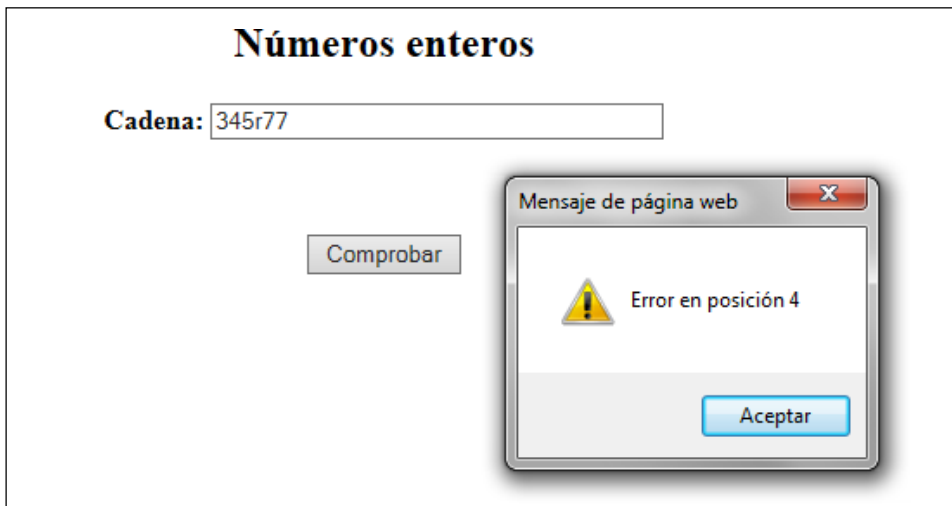 Números enteros
Cadena: 345r77
Mensaje de página web
Comprobar
Error en posición 4
Aceptar